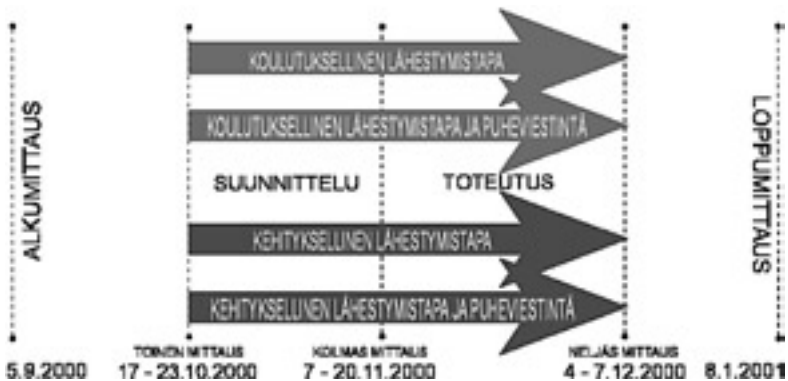 KOULUTUKSELLINEN LÄHESTYMISTAPA
KOULUTUKSELLINEN LÄHESTYMISTAPA JA PUHEVIESTINTÄ
ALKUMITTAUS
SUUNNITTELU TOTEUTUS
LOPPUMITTAUS
KEHITYKSELLINEN LÄHESTYMISTAPA
KEHITYKSELLINEN LÄHESTYMISTAPA JA PUHEVIESTINTÄ
TOINEN MITTAUS KOLMAS MITTAUS NELJÄS MITTAUS
5.9.2000 17 - 23.10.2000 7 - 20.11.2000 4 - 7.12.2000 8.1.2001